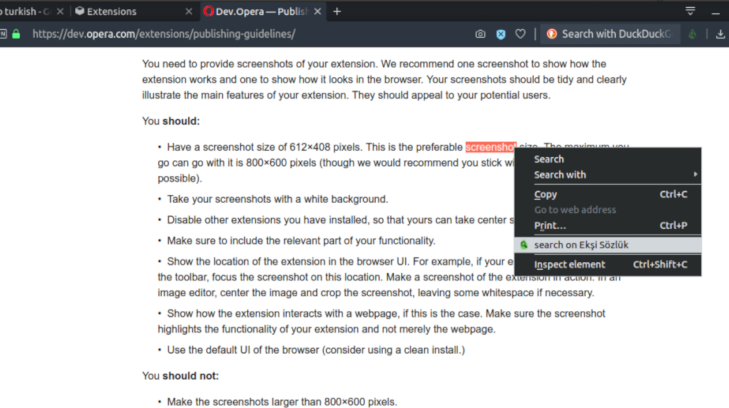 o turkish - G
Extensions
Dev.Opera — Publish
https://dev.opera.com/extensions/publishing-guidelines/
Search with DuckDuckG
You need to provide screenshots of your extension. We recommend one screenshot to show how the
extension works and one to show how it looks in the browser. Your screenshots should be tidy and clearly
illustrate the main features of your extension. They should appeal to your potential users.
You should:
• Have a screenshot size of 612×408 pixels. This is the preferable screenshot size. The maximum you
go can go with it is 800×600 pixels (though we would recommend you stick wi
possible).
• Take your screenshots with a white background.
• Disable other extensions you have installed, so that yours can take center s
• Make sure to include the relevant part of your functionality.
• Show the location of the extension in the browser UI. For example, if your e
the toolbar, focus the screenshot on this location. Make a screenshot of the extension in action. In an
image editor, center the image and crop the screenshot, leaving some whitespace if necessary.
• Show how the extension interacts with a webpage, if this is the case. Make sure the screenshot
highlights the functionality of your extension and not merely the webpage.
• Use the default UI of the browser (consider using a clean install.)
You should not:
• Make the screenshots larger than 800×600 pixels.
Search
Search with
Copy Ctrl+C
Go to web address
Print... Ctrl+P
search on Ekşi Sözlük
Inspect element Ctrl+Shift+C